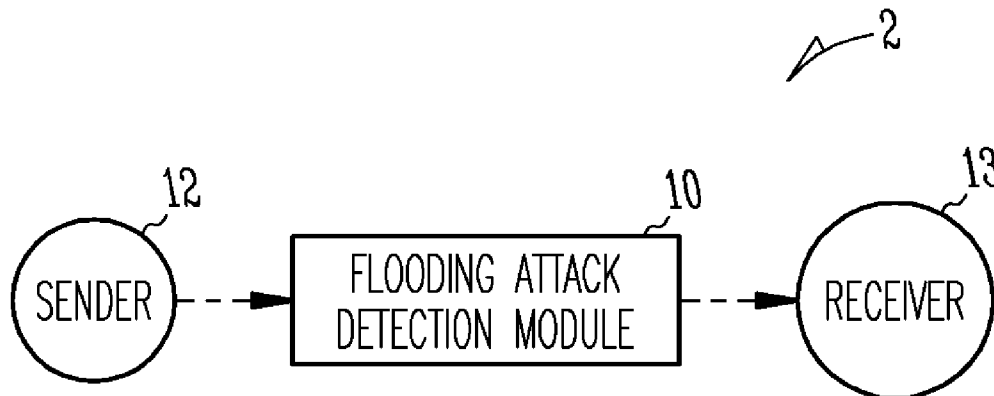 2
12
10
13
SENDER
FLOODING ATTACK
DETECTION MODULE
RECEIVER